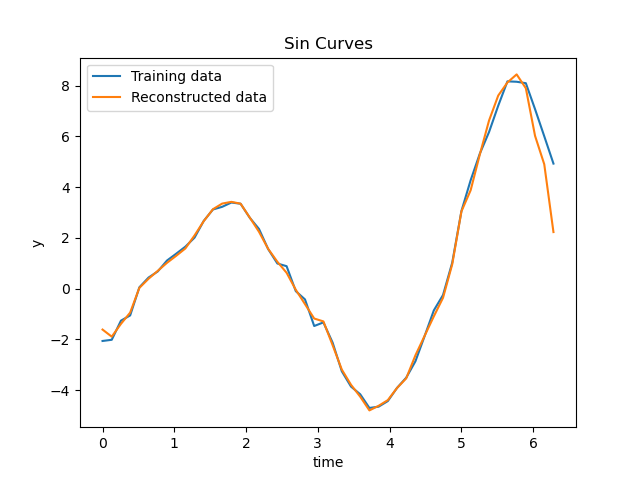 Sin Curves
Training data
Reconstructed data
8
6
4
2
0
−2
−4
y
0 1 2 3 4 5 6
time